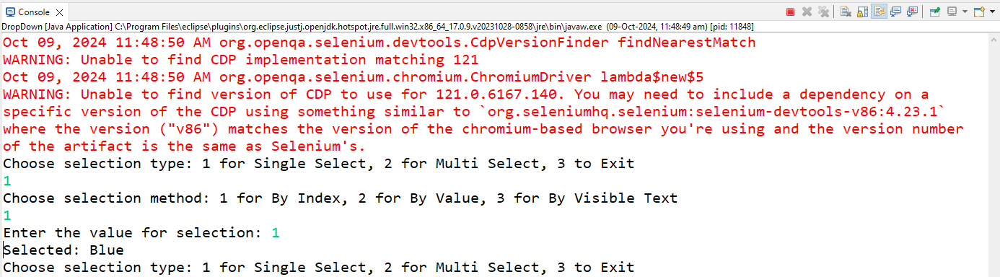 Console
DropDown [Java Application] C:\Program Files\eclipse\plugins\org.eclipse.justj.openjdk.hotspot.jre.full.win32.x86_64_17.0.9.v20231028-0858\jre\bin\javaw.exe (09-Oct-2024, 11:48:49 am) [pid: 11848]
Oct 09, 2024 11:48:50 AM org.openqa.selenium.devtools.CdpVersionFinder findNearestMatch
WARNING: Unable to find CDP implementation matching 121
Oct 09, 2024 11:48:50 AM org.openqa.selenium.chromium.ChromiumDriver lambda$new$5
WARNING: Unable to find version of CDP to use for 121.0.6167.140. You may need to include a dependency on a
specific version of the CDP using something similar to `org.seleniumhq.selenium:selenium-devtools-v86:4.23.1`
where the version ("v86") matches the version of the chromium-based browser you're using and the version number
of the artifact is the same as Selenium's.
Choose selection type: 1 for Single Select, 2 for Multi Select, 3 to Exit
1
Choose selection method: 1 for By Index, 2 for By Value, 3 for By Visible Text
1
Enter the value for selection: 1
Selected: Blue
Choose selection type: 1 for Single Select, 2 for Multi Select, 3 to Exit